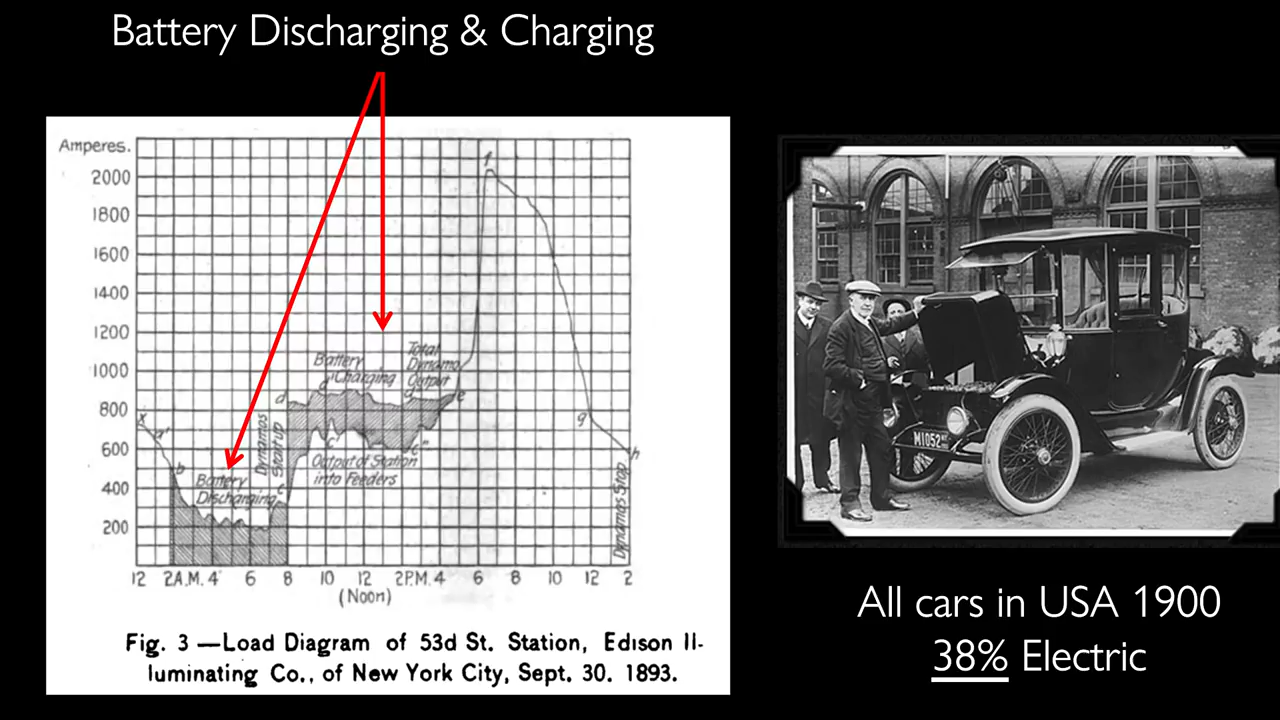 Battery Discharging & Charging
Amperes.
2000
1800
1600
1400
1200
1000
800
600
400
200
12 2A.M. 4 6 8 10 12 2P.M. 4 6 8 10 12 2
(Noon)
x
a'
b
Battery
Discharging
c
Dynamos
Start up
d
d'
Battery
Charging
Total
Dynamo
Output
e
c'
c"
Output of Station
into Feeders
f
g
h
Dynamos Stop
Fig. 3 —Load Diagram of 53d St. Station, Edison Il-
luminating Co., of New York City, Sept. 30. 1893.
M1052
All cars in USA 1900
38% Electric